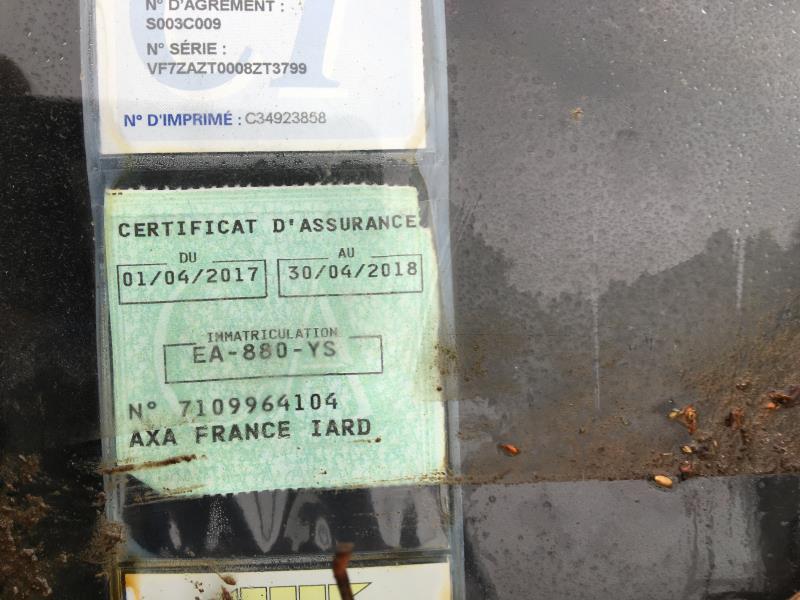 N° D'AGRÉMENT :
S003C009
N° SÉRIE :
VF7ZAZT0008ZT3799
N° D'IMPRIMÉ : C34923858
CERTIFICAT D'ASSURANCE
DU AU
01/04/2017 30/04/2018
IMMATRICULATION
EA-880-YS
N° 7109964104
AXA FRANCE IARD